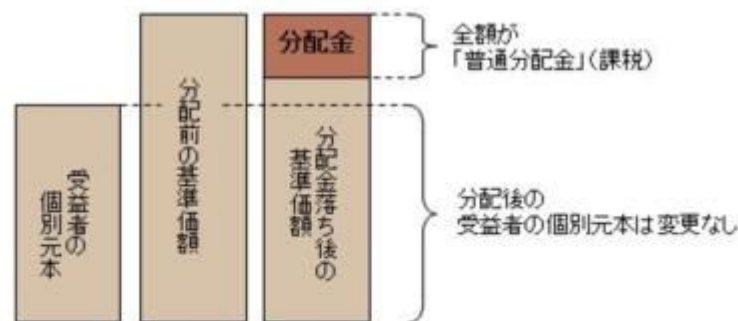 受益者の
個別元本
分配前の基準価額
分配金
分配金落ち後の
基準価額
全額が
「普通分配金」(課税)
分配後の
受益者の個別元本は変更なし